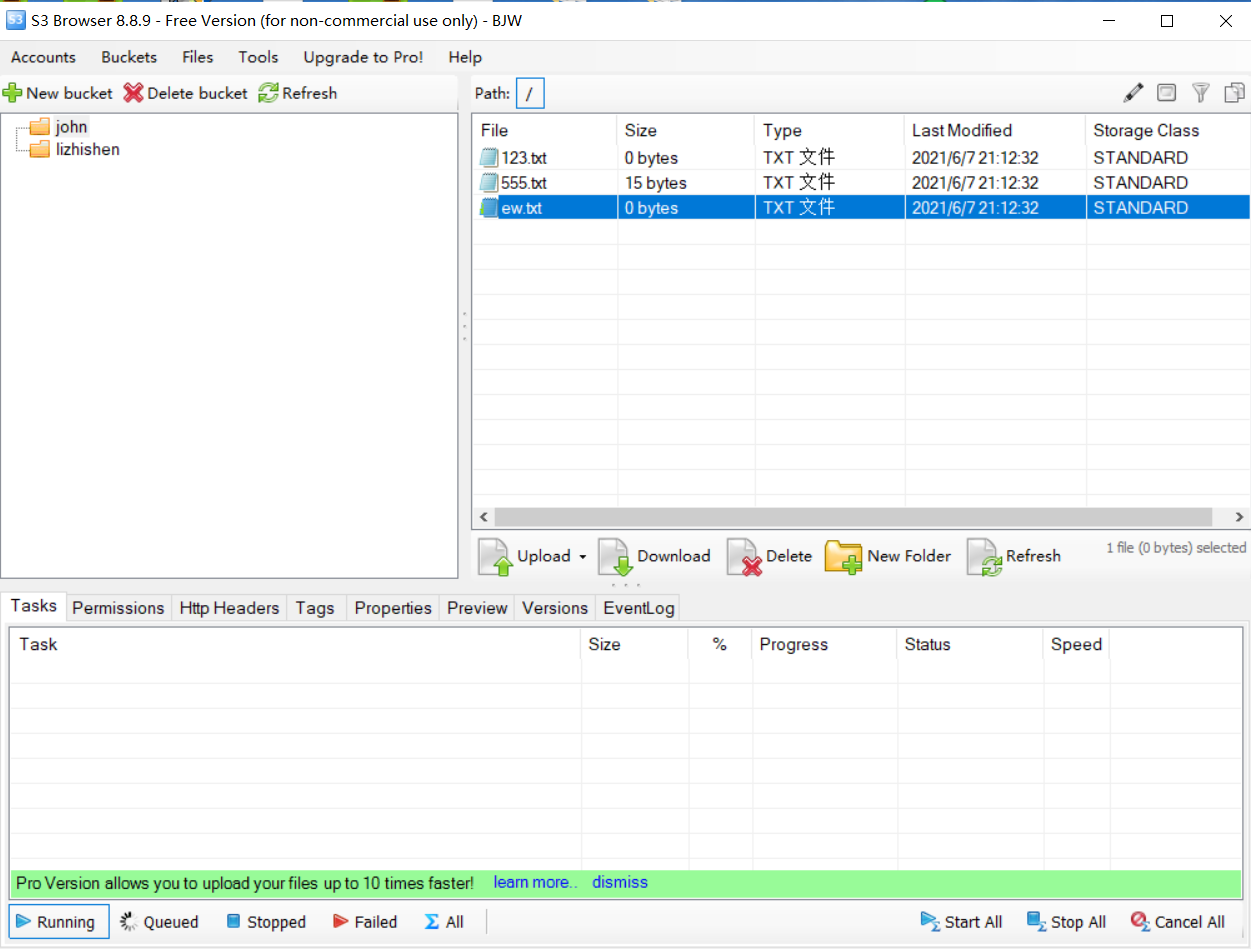 S3 Browser 8.8.9 - Free Version (for non-commercial use only) - BJW
Accounts Buckets Files Tools Upgrade to Pro! Help
New bucket Delete bucket Refresh
john
lizhishen
Path: /
File Size Type Last Modified Storage Class
123.txt 0 bytes TXT 文件 2021/6/7 21:12:32 STANDARD
555.txt 15 bytes TXT 文件 2021/6/7 21:12:32 STANDARD
ew.txt 0 bytes TXT 文件 2021/6/7 21:12:32 STANDARD
Upload Download Delete New Folder Refresh 1 file (0 bytes) selected
Tasks Permissions Http Headers Tags Properties Preview Versions EventLog
Task Size % Progress Status Speed
Pro Version allows you to upload your files up to 10 times faster! learn more.. dismiss
Running Queued Stopped Failed All Start All Stop All Cancel All